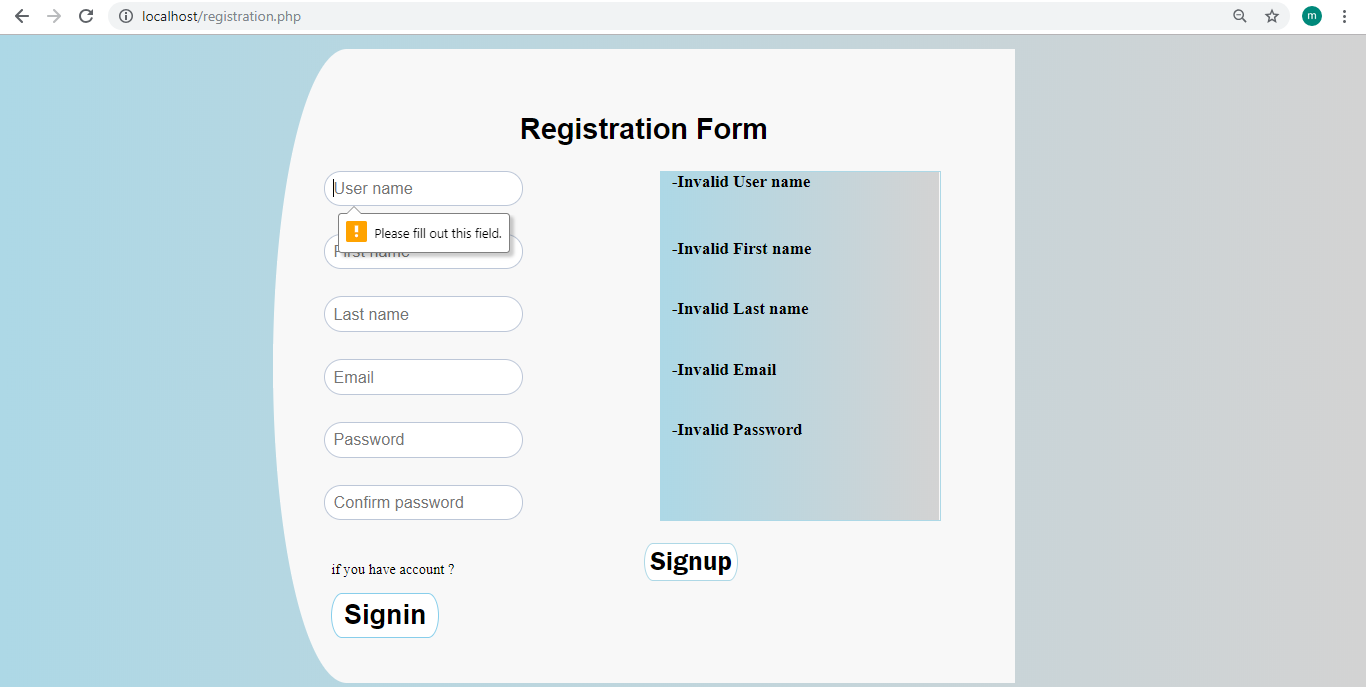 localhost/registration.php
m
Registration Form
User name
-Invalid User name
Please fill out this field.
First name
-Invalid First name
Last name
-Invalid Last name
Email
-Invalid Email
Password
-Invalid Password
Confirm password
Signup
if you have account ?
Signin